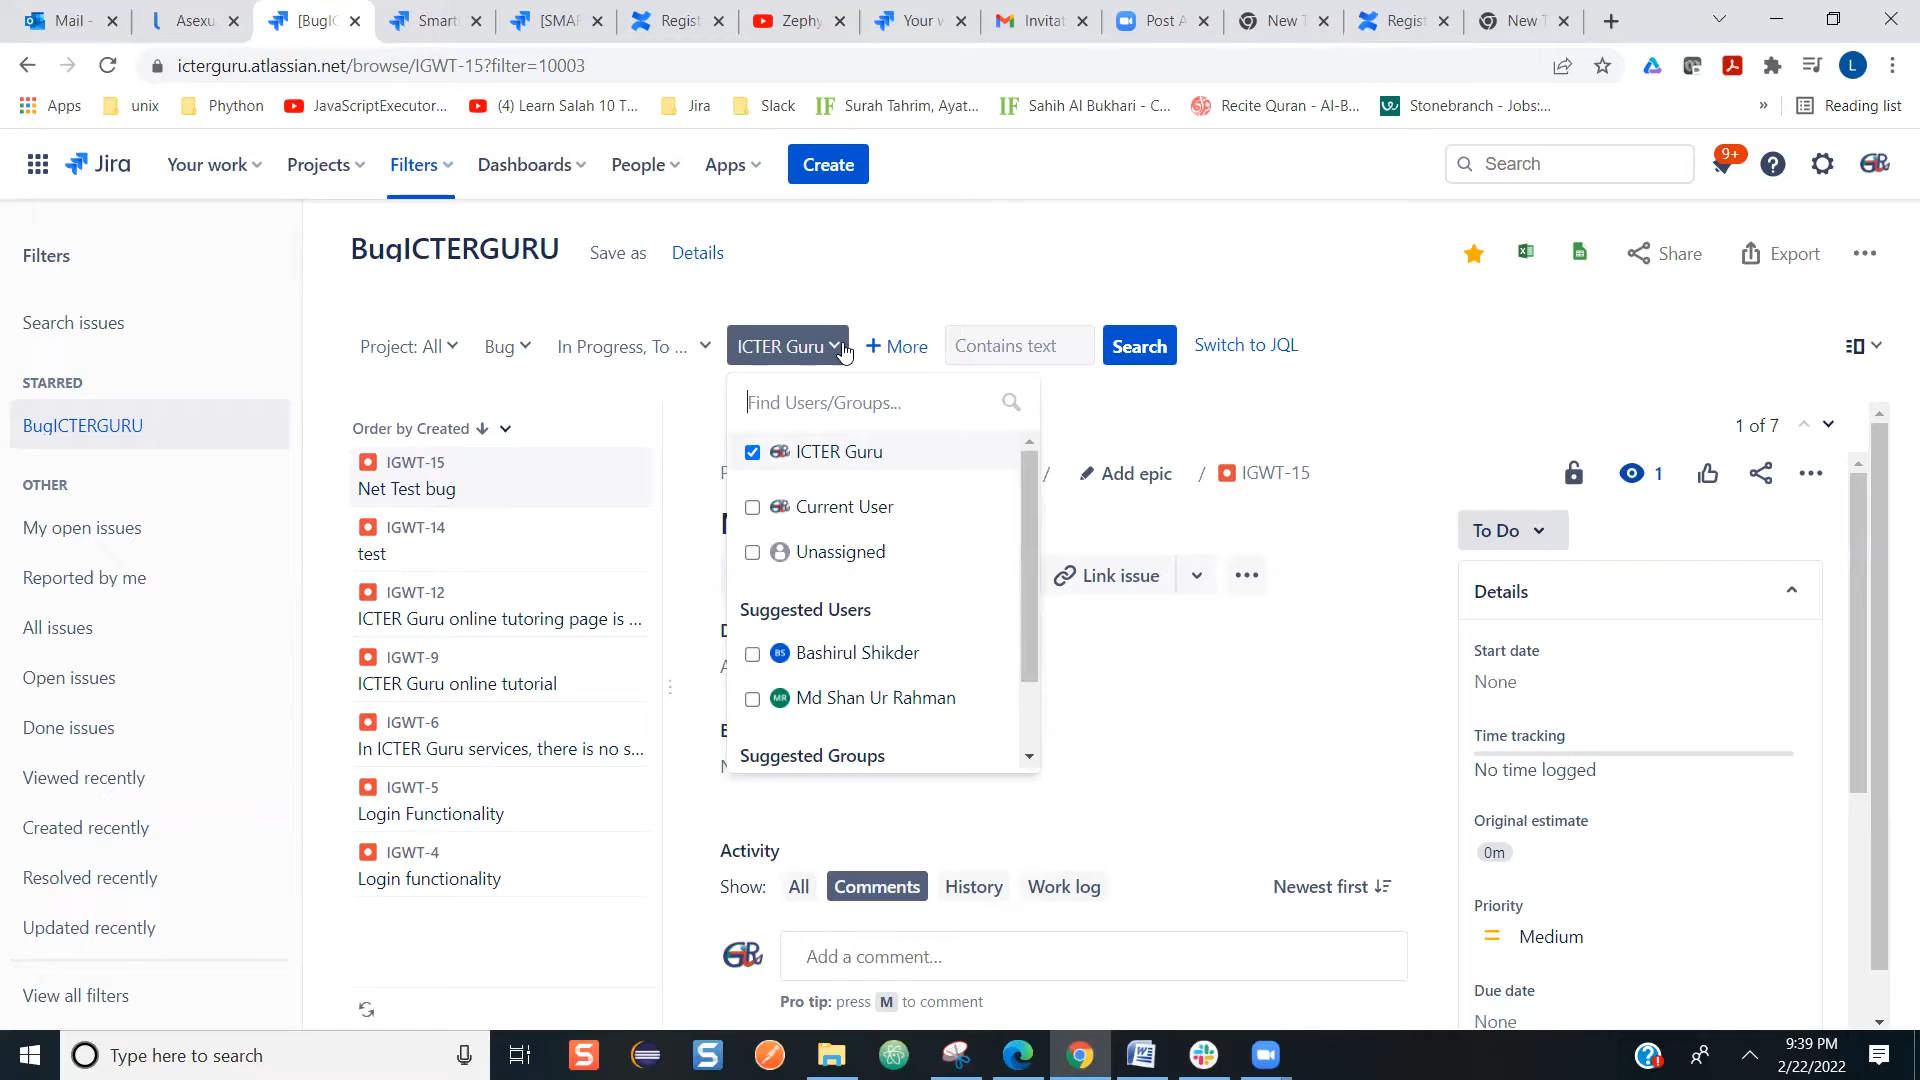 Mail -
Asexu
[BugIC
Smart
[SMAR
Regist
Zephy
Your w
Invitat
Post A
New T
Regis
New T
icterguru.atlassian.net/browse/IGWT-15?filter=10003
L
Apps
unix
Phython
JavaScriptExecutor...
(4) Learn Salah 10 T...
Jira
Slack
IF Surah Tahrim, Ayat...
IF Sahih Al Bukhari - C...
Recite Quran - Al-B...
Stonebranch - Jobs:...
»
Reading list
Jira
Your work
Projects
Filters
Dashboards
People
Apps
Create
Search
9+
Filters
Search issues
STARRED
BugICTERGURU
OTHER
My open issues
Reported by me
All issues
Open issues
Done issues
Viewed recently
Created recently
Resolved recently
Updated recently
View all filters
BugICTERGURU
Save as
Details
Share
Export
Project: All
Bug
In Progress, To ...
ICTER Guru
+ More
Contains text
Search
Switch to JQL
Order by Created
IGWT-15
Net Test bug
IGWT-14
test
IGWT-12
ICTER Guru online tutoring page is ...
IGWT-9
ICTER Guru online tutorial
IGWT-6
In ICTER Guru services, there is no s...
IGWT-5
Login Functionality
IGWT-4
Login functionality
Find Users/Groups...
ICTER Guru
Current User
Unassigned
Suggested Users
BS Bashirul Shikder
MR Md Shan Ur Rahman
Suggested Groups
1 of 7
/ Add epic / IGWT-15
1
Link issue
Activity
Show:
All
Comments
History
Work log
Newest first
Add a comment...
Pro tip: press M to comment
To Do
Details
Start date
None
Time tracking
No time logged
Original estimate
0m
Priority
Medium
Due date
None
Type here to search
9:39 PM
2/22/2022